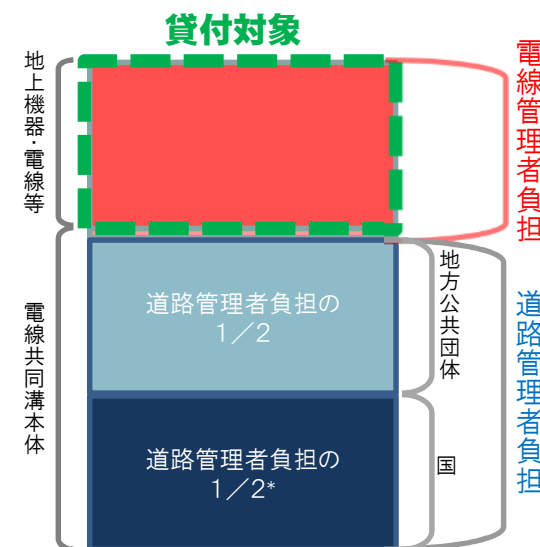 貸付対象
地上機器・電線等
電線管理者負担
道路管理者負担の
1／2
地方公共団体
電線共同溝本体
道路管理者負担
道路管理者負担の
1／2*
国